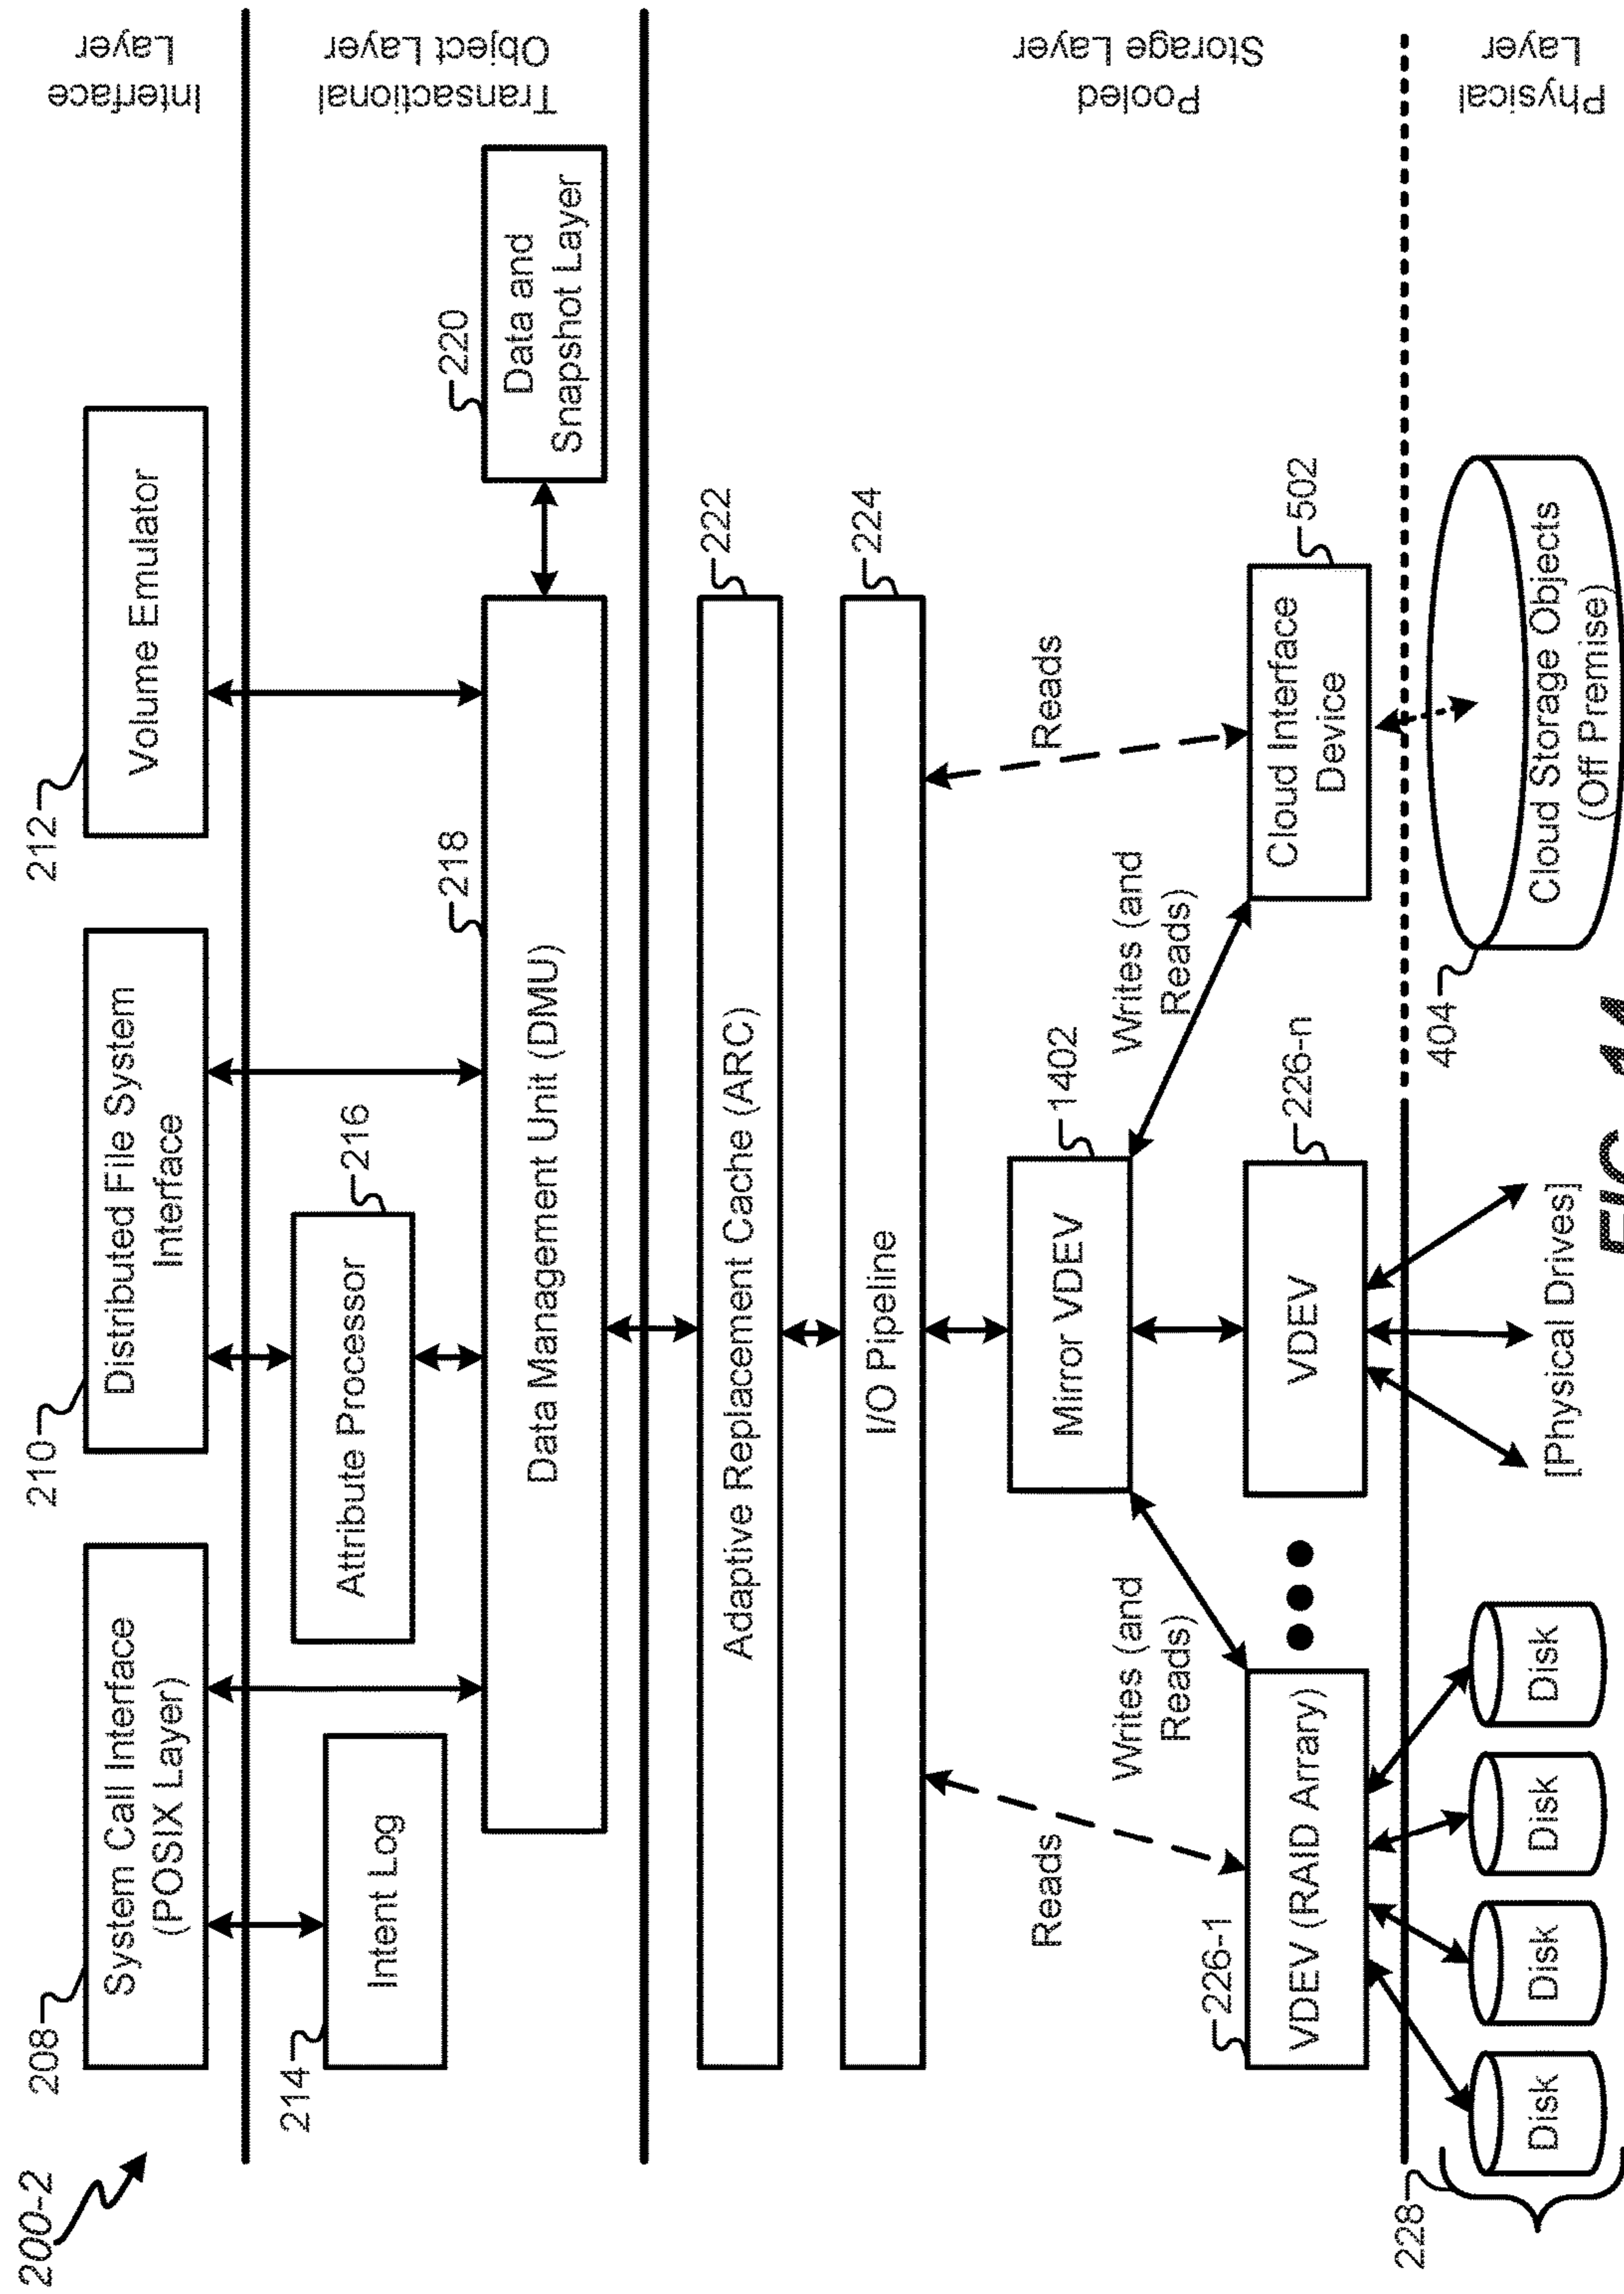 200-2
208
System Call Interface
(POSIX Layer)
210
Distributed File System
Interface
212
Volume Emulator
Interface
Layer
214
Intent Log
Attribute Processor
216
218
Data Management Unit (DMU)
220
Data and
Snapshot Layer
Transactional
Object Layer
Adaptive Replacement Cache (ARC)
222
I/O Pipeline
224
Reads
Writes (and
Reads)
Mirror VDEV
1402
Writes (and
Reads)
Reads
226-1
VDEV (RAID Arrary)
VDEV
226-n
Cloud Interface
Device
502
Pooled
Storage Layer
228
Disk
Disk
Disk
Disk
[Physical Drives]
404
Cloud Storage Objects
(Off Premise)
Physical
Layer
FIG. 14